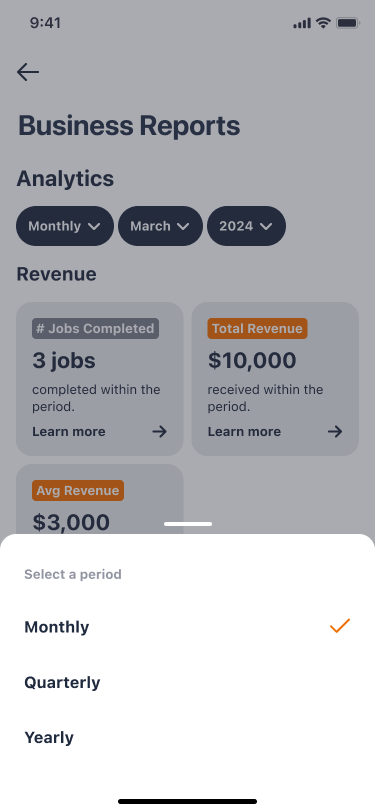 9:41
Business Reports
Analytics
Monthly March 2024
Revenue
# Jobs Completed
3 jobs
completed within the
period.
Learn more
Total Revenue
$10,000
received within the
period.
Learn more
Avg Revenue
$3,000
Select a period
Monthly
Quarterly
Yearly